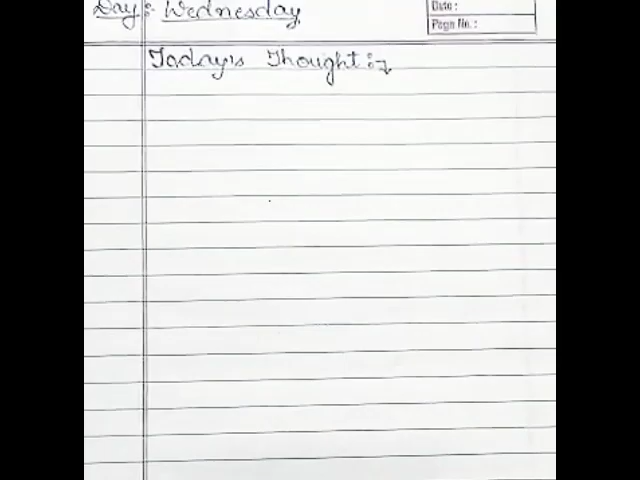 Day :- Wednesday
Date :
Page No. :
Today's Thought :-